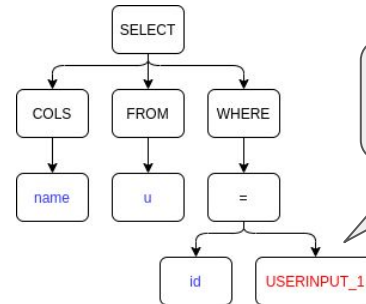 SELECT
COLS FROM WHERE
name u =
id USERINPUT_1